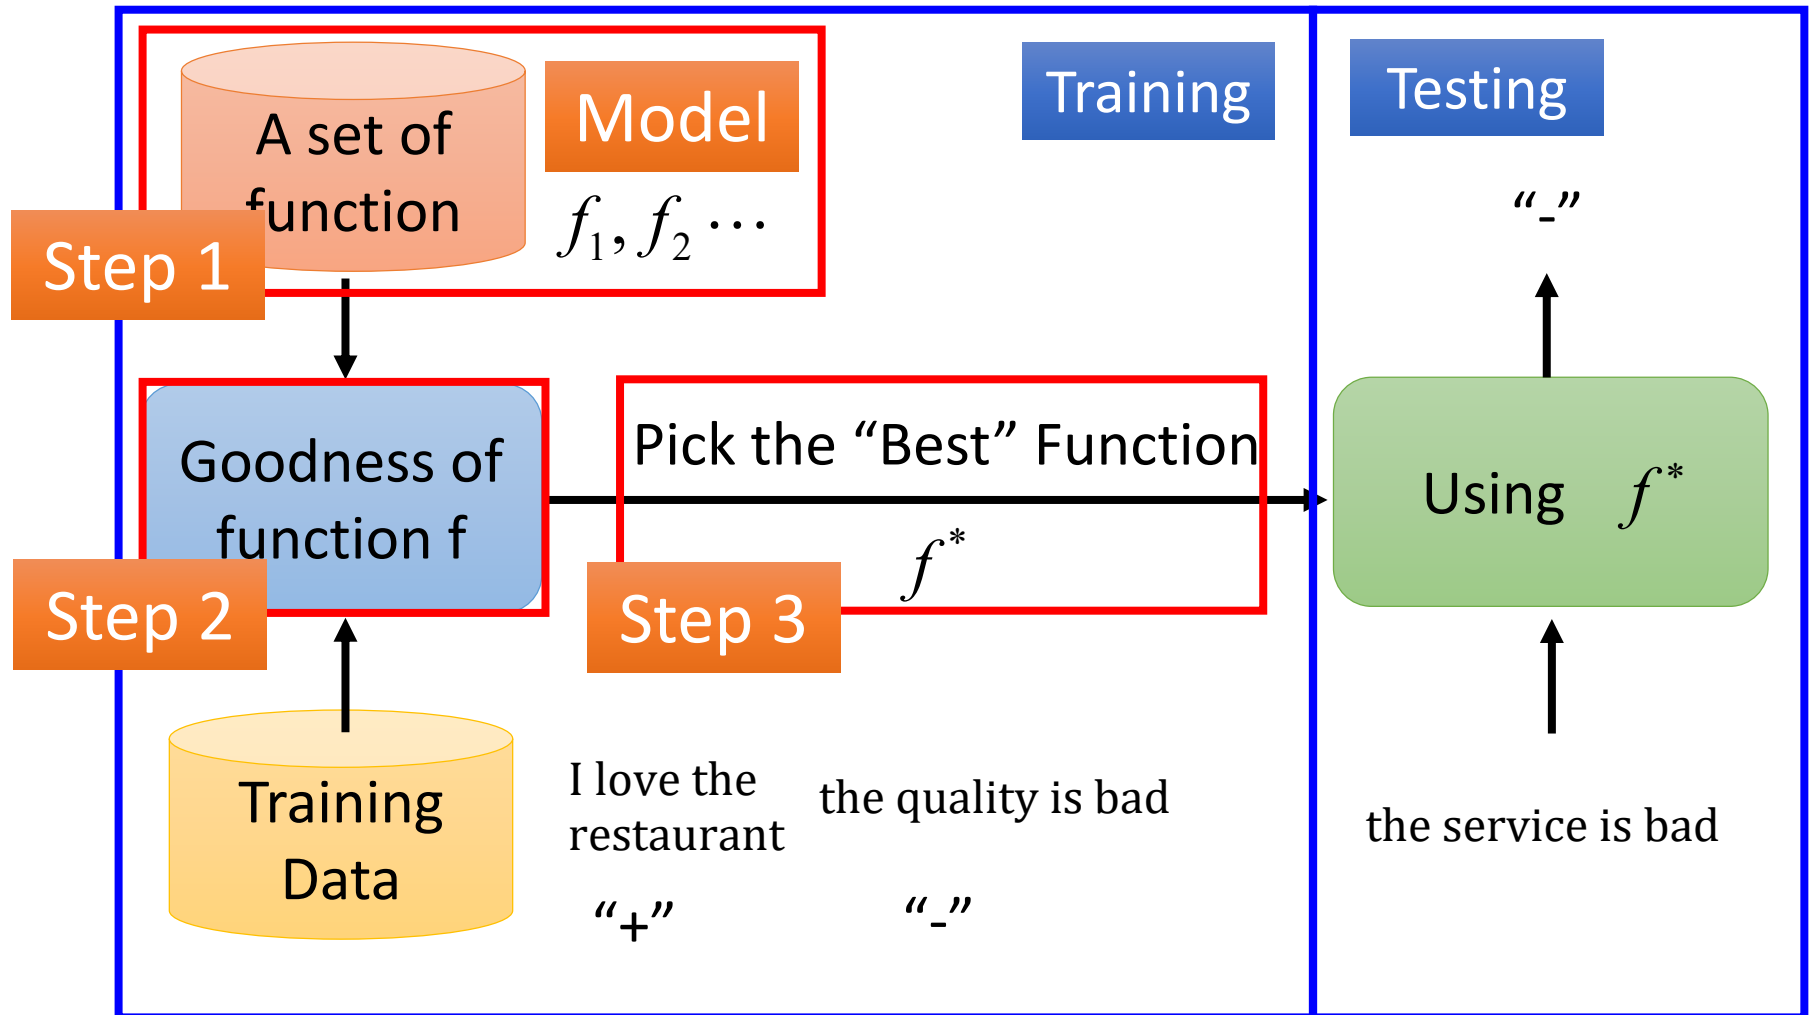 A set of
function
Model
f₁, f₂ ⋯
Step 1
Training
Goodness of
function f
Step 2
Pick the “Best” Function
f*
Step 3
Training
Data
I love the
restaurant
“+”
the quality is bad
“-”
Testing
“-”
Using f*
the service is bad